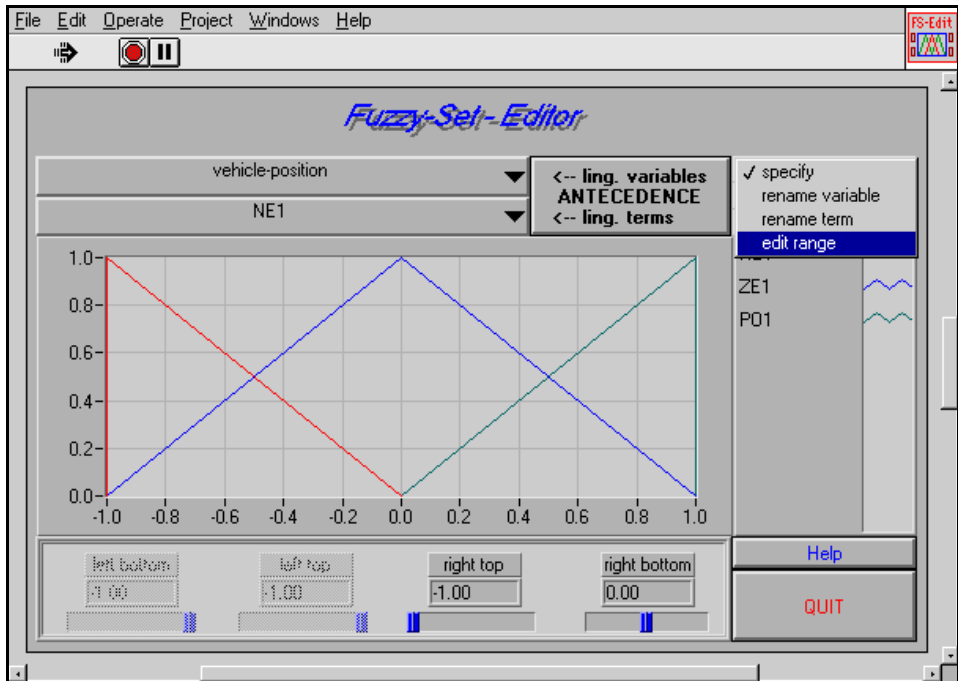 File Edit Operate Project Windows Help
FS-Edit
Fuzzy-Set-Editor
vehicle-position
NE1
<-- ling. variables
ANTECEDENCE
<-- ling. terms
✓ specify
rename variable
rename term
edit range
ZE1
PO1
1.0
0.8
0.6
0.4
0.2
0.0
-1.0 -0.8 -0.6 -0.4 -0.2 0.0 0.2 0.4 0.6 0.8 1.0
left bottom left top right top right bottom
-1.00 -1.00 -1.00 0.00
Help
QUIT